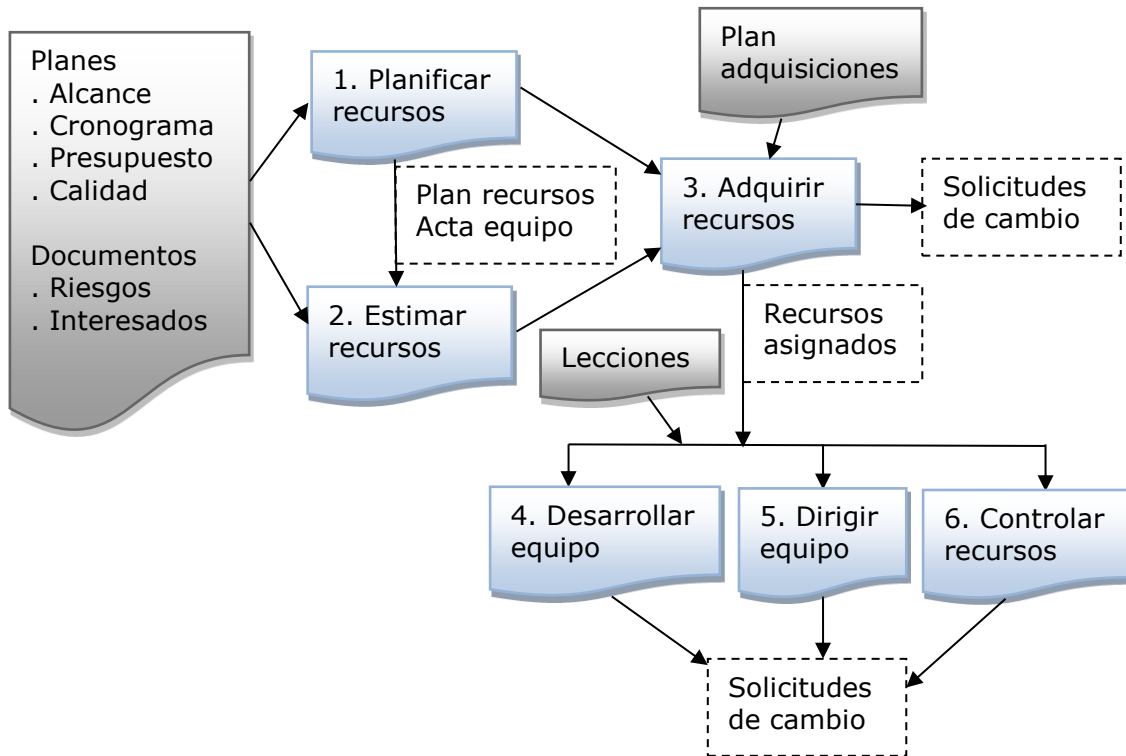 Planes
. Alcance
. Cronograma
. Presupuesto
. Calidad
Documentos
. Riesgos
. Interesados
1. Planificar
recursos
Plan recursos
Acta equipo
2. Estimar
recursos
Plan
adquisiciones
3. Adquirir
recursos
Solicitudes
de cambio
Recursos
asignados
Lecciones
4. Desarrollar
equipo
5. Dirigir
equipo
6. Controlar
recursos
Solicitudes
de cambio